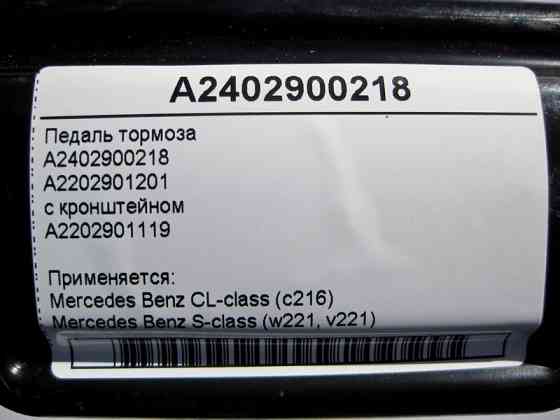 A2402900218
Педаль тормоза
A2402900218
A2202901201
с кронштейном
A2202901119
Применяется:
Mercedes Benz CL-class (c216)
Mercedes Benz S-class (w221, v221)